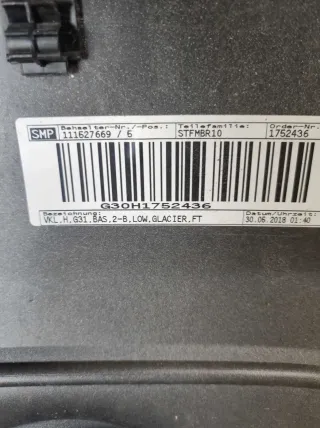 SMP
Behaelter-Nr./-Pos.: Teilefamilie: Order-Nr.
111627669 / 6 STFMBR10 1752436
G30H1752436
Bezeichnung: Datum/Uhrzeit:
VKL.H,G31,BAS,2-B,LOW,GLACIER,FT 30.06.2018 01:40